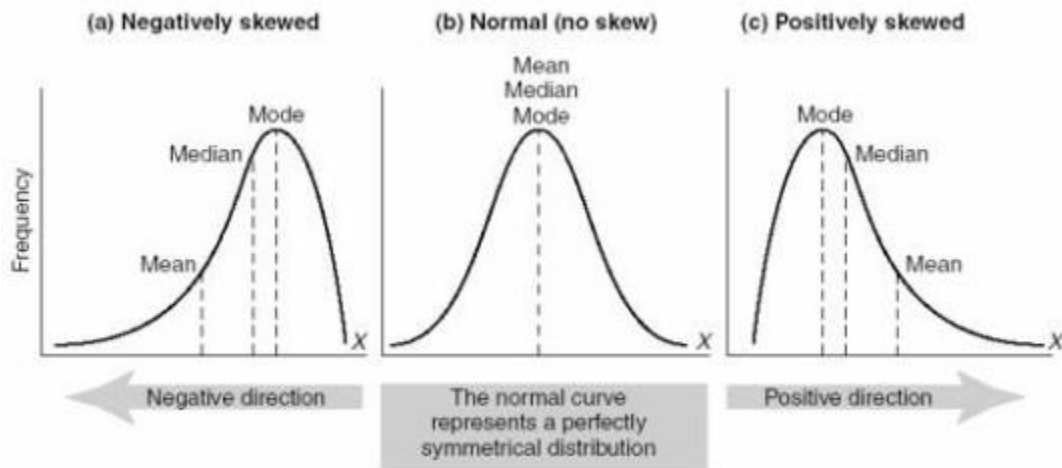 (a) Negatively skewed
(b) Normal (no skew)
(c) Positively skewed
Frequency
Mean
Median
Mode
X
Mean
Median
Mode
X
Mode
Median
Mean
X
Negative direction
The normal curve
represents a perfectly
symmetrical distribution
Positive direction